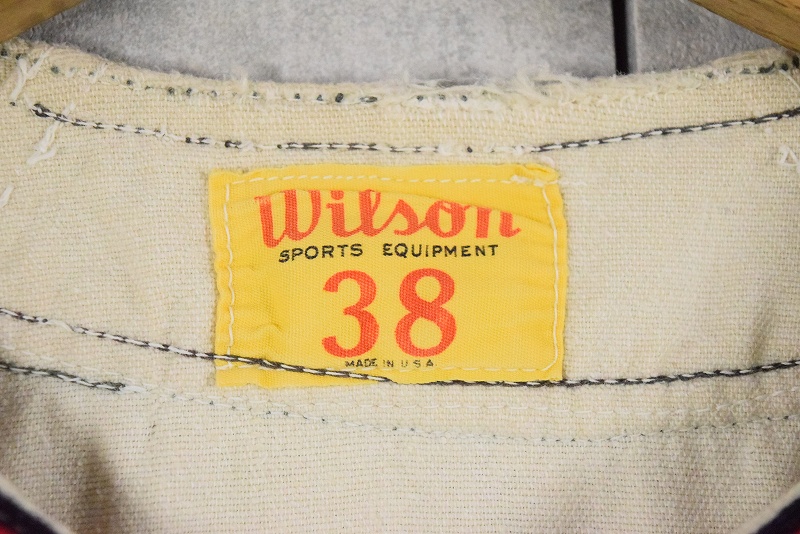 Wilson
SPORTS EQUIPMENT
38
MADE IN U S A